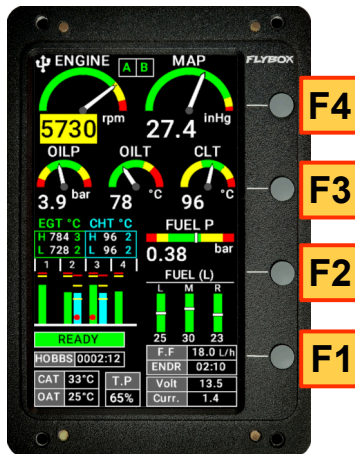 ENGINE A B MAP FLYBOX
5730 rpm 27.4 inHg F4
OILP OILT CLT
3.9 bar 78 °C 96 °C F3
EGT °C CHT °C FUEL P
H 784 3 H 96 2 0.38 bar
L 728 2 L 96 2 FUEL (L) F2
1 2 3 4 L M R
READY 25 30 23
HOBBS 0002:12 F.F 18.0 L/h F1
ENDR 02:10
CAT 33°C T.P Volt 13.5
OAT 25°C 65% Curr. 1.4